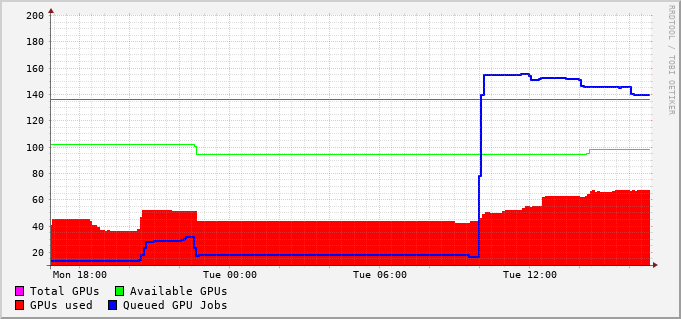 200
180
160
140
120
100
80
60
40
20
Mon 18:00 Tue 00:00 Tue 06:00 Tue 12:00
Total GPUs Available GPUs
GPUs used Queued GPU Jobs
RRDTOOL / TOBI OETIKER